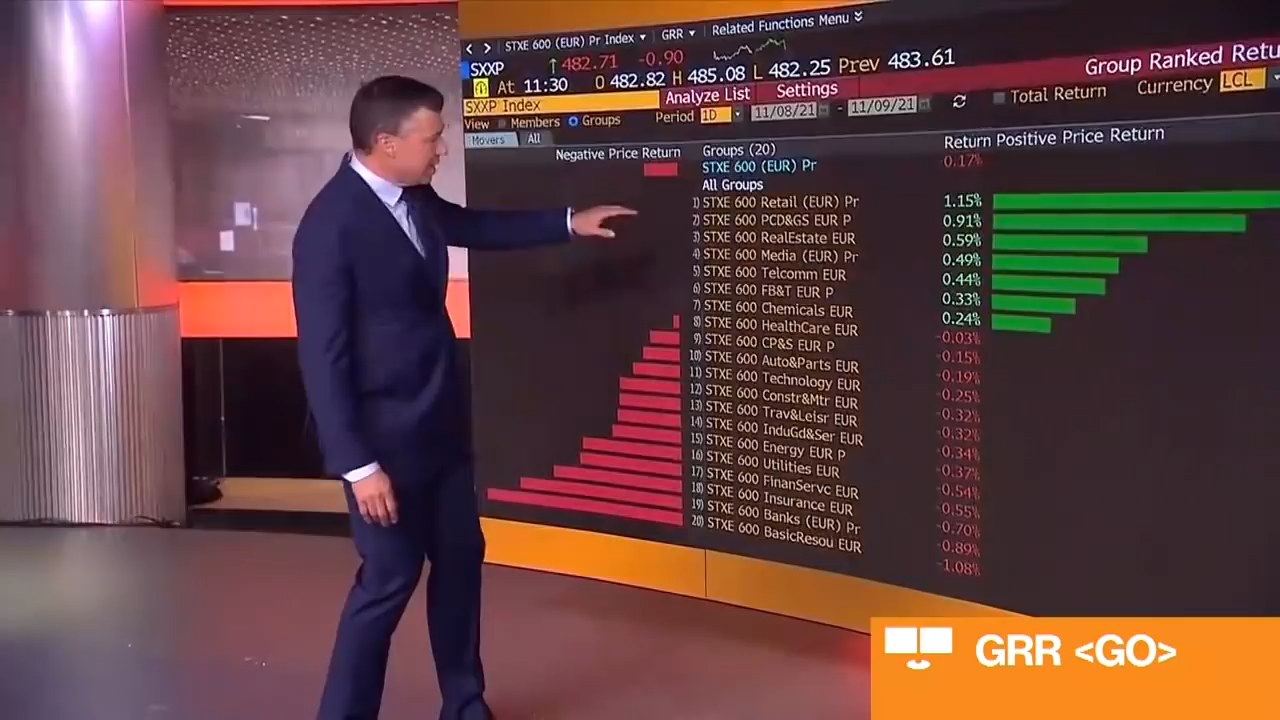 < > STXE 600 (EUR) Pr Index GRR Related Functions Menu
SXXP ↑482.71 -0.90
At 11:30 O 482.82 H 485.08 L 482.25 Prev 483.61
Group Ranked Retu
SXXP Index Analyze List Settings
View Members Groups Period 1D 11/08/21 - 11/09/21 Total Return Currency LCL
Movers All
Negative Price Return Groups (20) Return Positive Price Return
STXE 600 (EUR) Pr -0.17%
All Groups
1) STXE 600 Retail (EUR) Pr 1.15%
2) STXE 600 PCD&GS EUR P 0.91%
3) STXE 600 RealEstate EUR 0.59%
4) STXE 600 Media (EUR) Pr 0.49%
5) STXE 600 Telcomm EUR 0.44%
6) STXE 600 FB&T EUR P 0.33%
7) STXE 600 Chemicals EUR 0.24%
8) STXE 600 HealthCare EUR -0.03%
9) STXE 600 CP&S EUR P -0.15%
10) STXE 600 Auto&Parts EUR -0.19%
11) STXE 600 Technology EUR -0.25%
12) STXE 600 Constr&Mtr EUR -0.32%
13) STXE 600 Trav&Leisr EUR -0.32%
14) STXE 600 InduGd&Ser EUR -0.34%
15) STXE 600 Energy EUR P -0.37%
16) STXE 600 Utilities EUR -0.54%
17) STXE 600 FinanServc EUR -0.55%
18) STXE 600 Insurance EUR -0.70%
19) STXE 600 Banks (EUR) Pr -0.89%
20) STXE 600 BasicResou EUR -1.08%
GRR <GO>